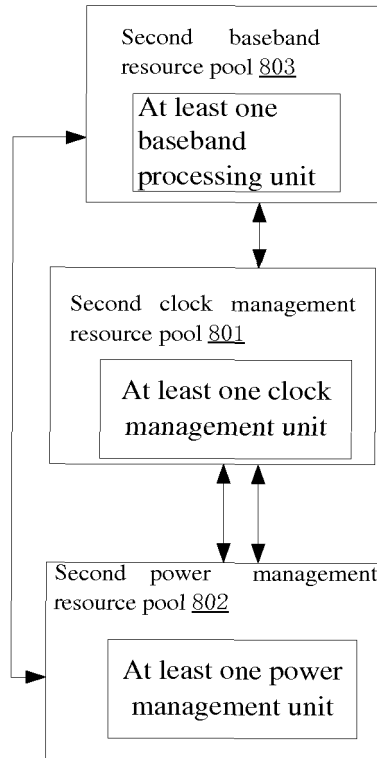 Second baseband
resource pool 803
At least one
baseband
processing unit
Second clock management
resource pool 801
At least one clock
management unit
Second power management
resource pool 802
At least one power
management unit